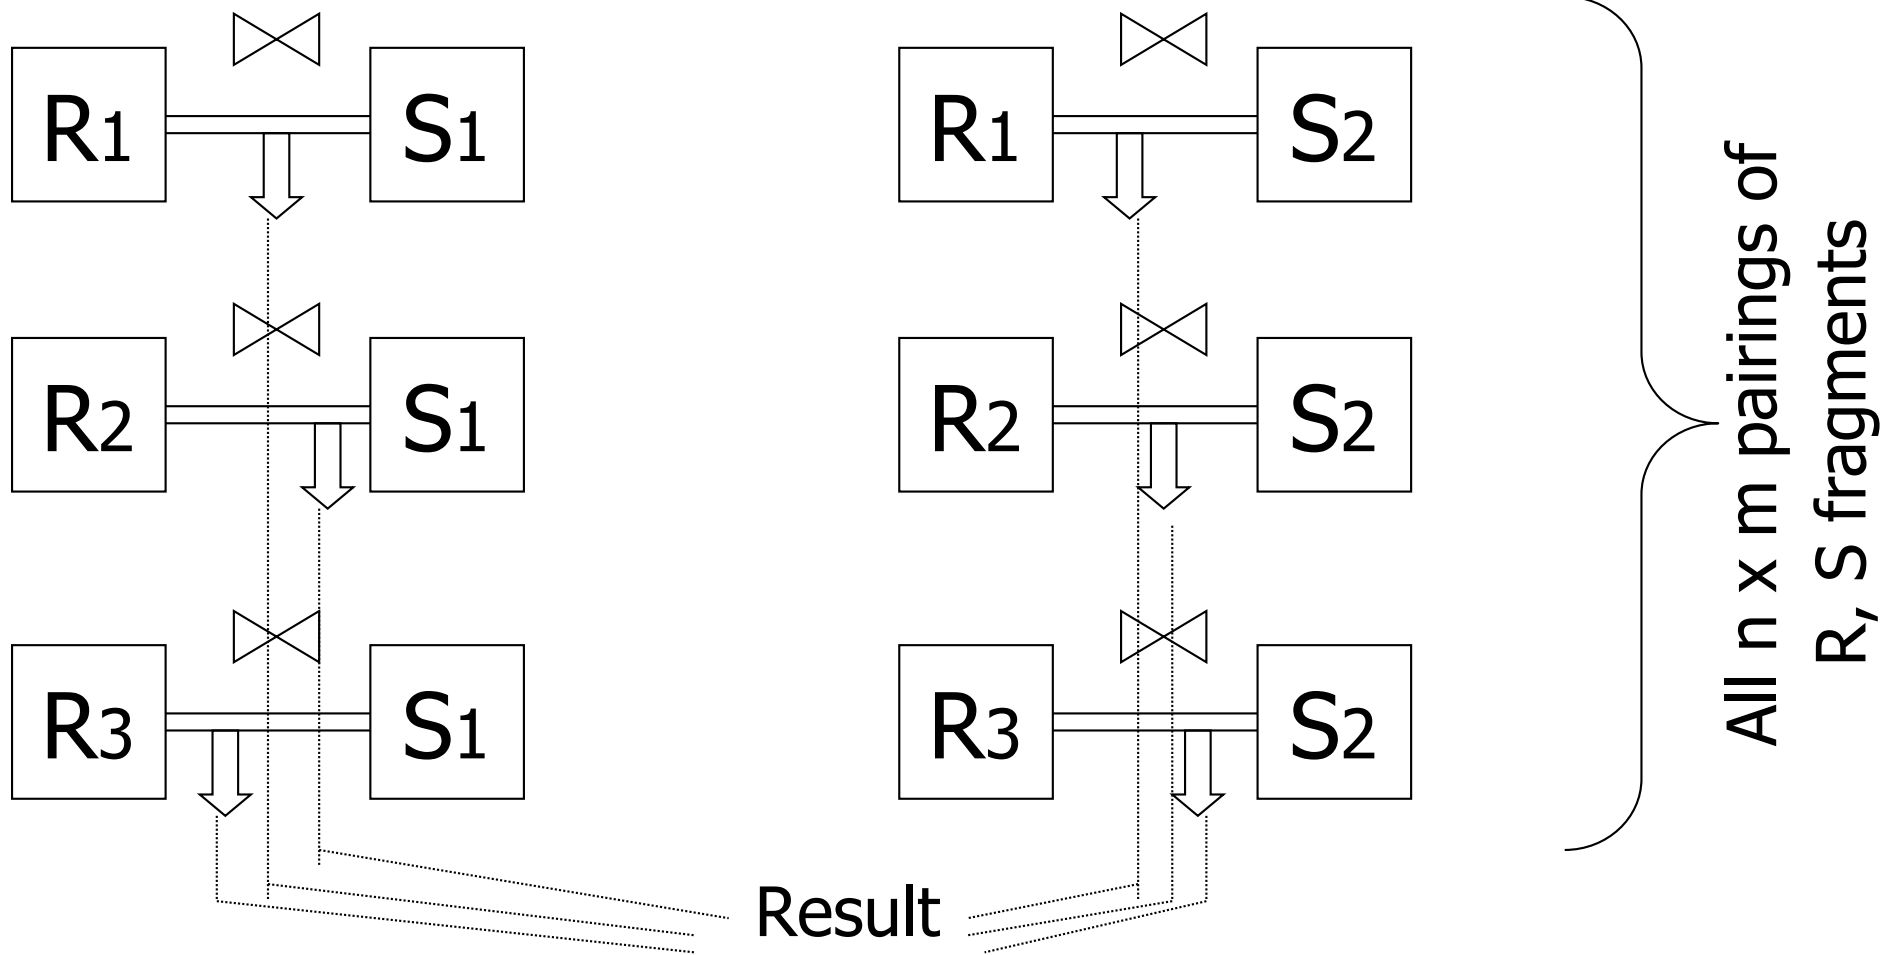 R1 S1 R1 S2
R2 S1 R2 S2
R3 S1 R3 S2
Result
All n x m pairings of
R, S fragments